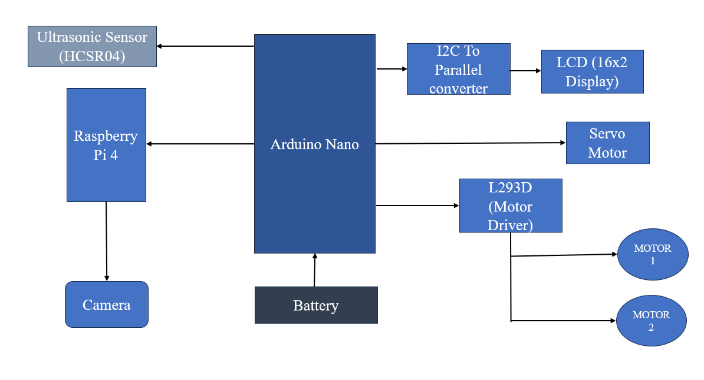 Ultrasonic Sensor
(HCSR04)
Raspberry
Pi 4
Camera
Arduino Nano
Battery
I2C To
Parallel
converter
LCD (16x2
Display)
Servo
Motor
L293D
(Motor
Driver)
MOTOR
1
MOTOR
2